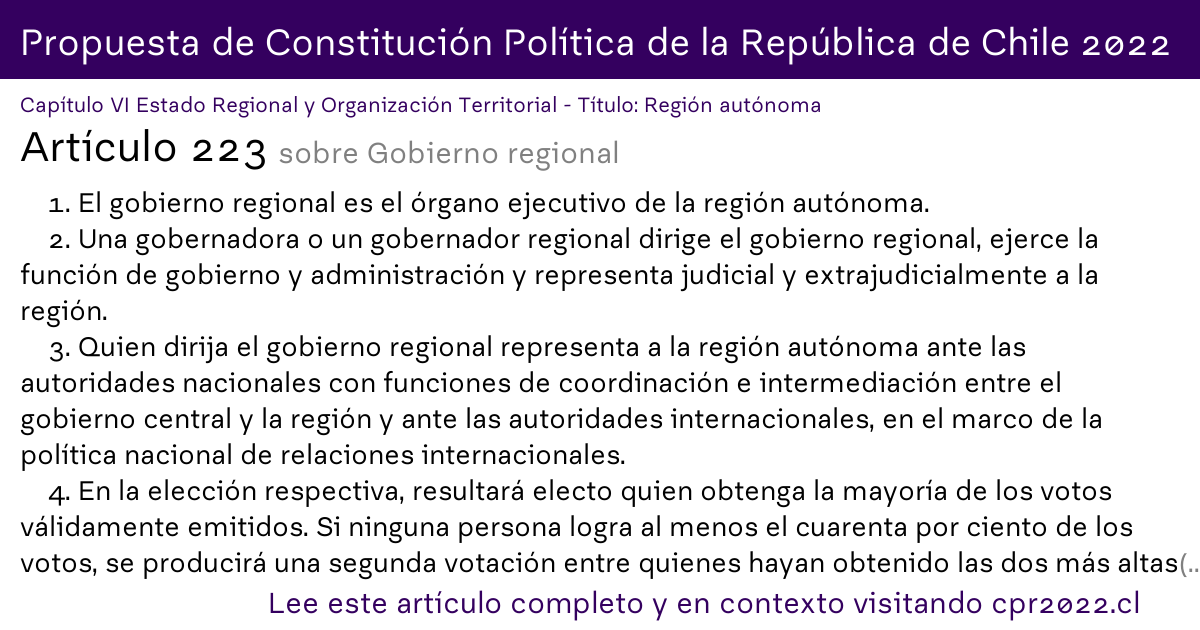 Propuesta de Constitución Política de la República de Chile 2022
Capítulo VI Estado Regional y Organización Territorial - Título: Región autónoma
Artículo 223 sobre Gobierno regional
1. El gobierno regional es el órgano ejecutivo de la región autónoma.
2. Una gobernadora o un gobernador regional dirige el gobierno regional, ejerce la
función de gobierno y administración y representa judicial y extrajudicialmente a la
región.
3. Quien dirija el gobierno regional representa a la región autónoma ante las
autoridades nacionales con funciones de coordinación e intermediación entre el
gobierno central y la región y ante las autoridades internacionales, en el marco de la
política nacional de relaciones internacionales.
4. En la elección respectiva, resultará electo quien obtenga la mayoría de los votos
válidamente emitidos. Si ninguna persona logra al menos el cuarenta por ciento de los
votos, se producirá una segunda votación entre quienes hayan obtenido las dos más altas(..
Lee este artículo completo y en contexto visitando cpr2022.cl